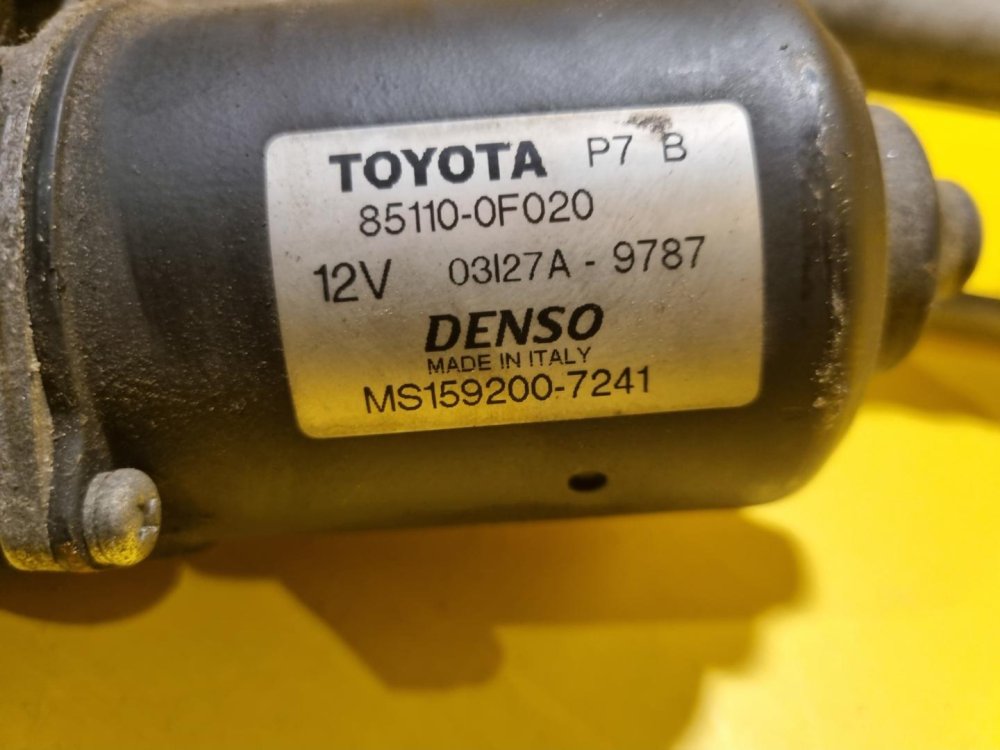 TOYOTA P7 B
85110-0F020
12V 03I27A - 9787
DENSO
MADE IN ITALY
MS159200-7241